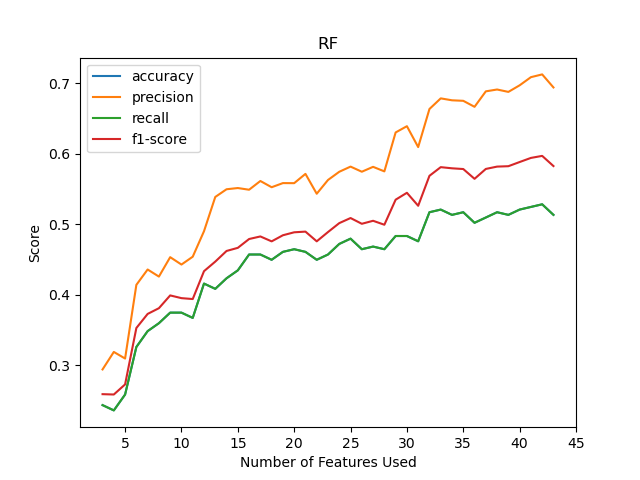 RF
accuracy
precision
recall
f1-score
Score
0.7
0.6
0.5
0.4
0.3
5 10 15 20 25 30 35 40 45
Number of Features Used